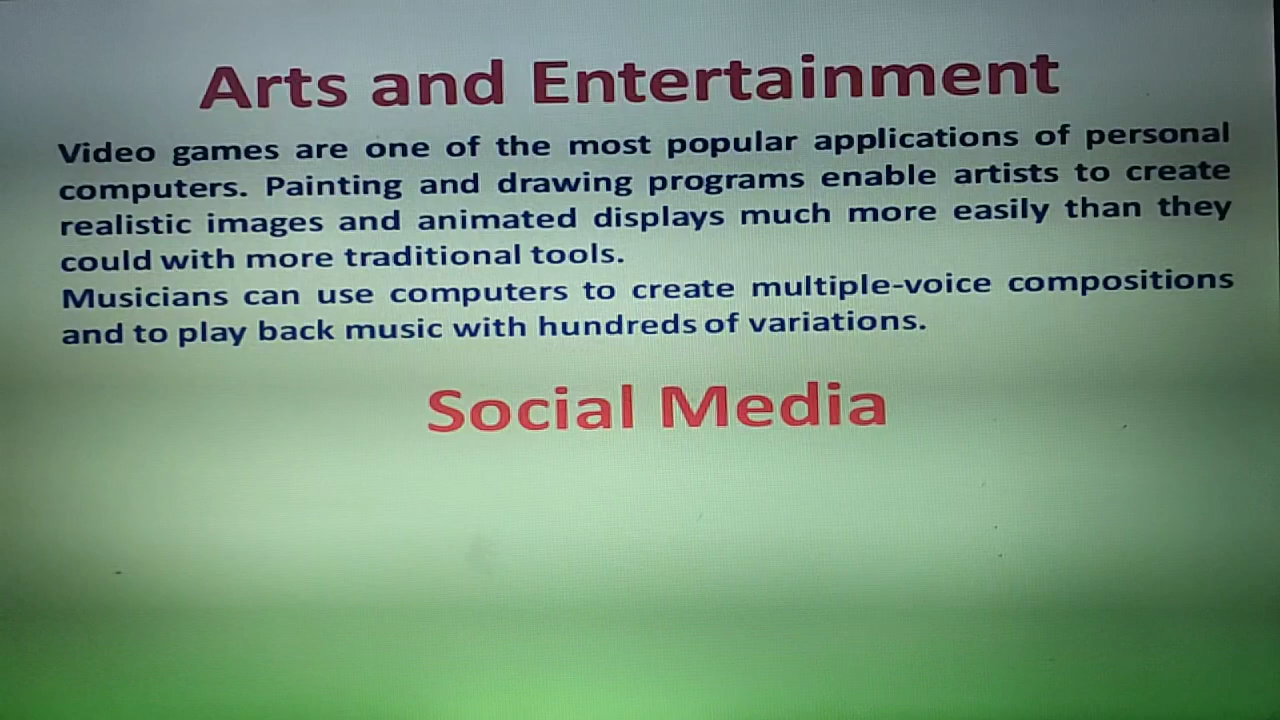 Arts and Entertainment
Video games are one of the most popular applications of personal
computers. Painting and drawing programs enable artists to create
realistic images and animated displays much more easily than they
could with more traditional tools.
Musicians can use computers to create multiple-voice compositions
and to play back music with hundreds of variations.
Social Media